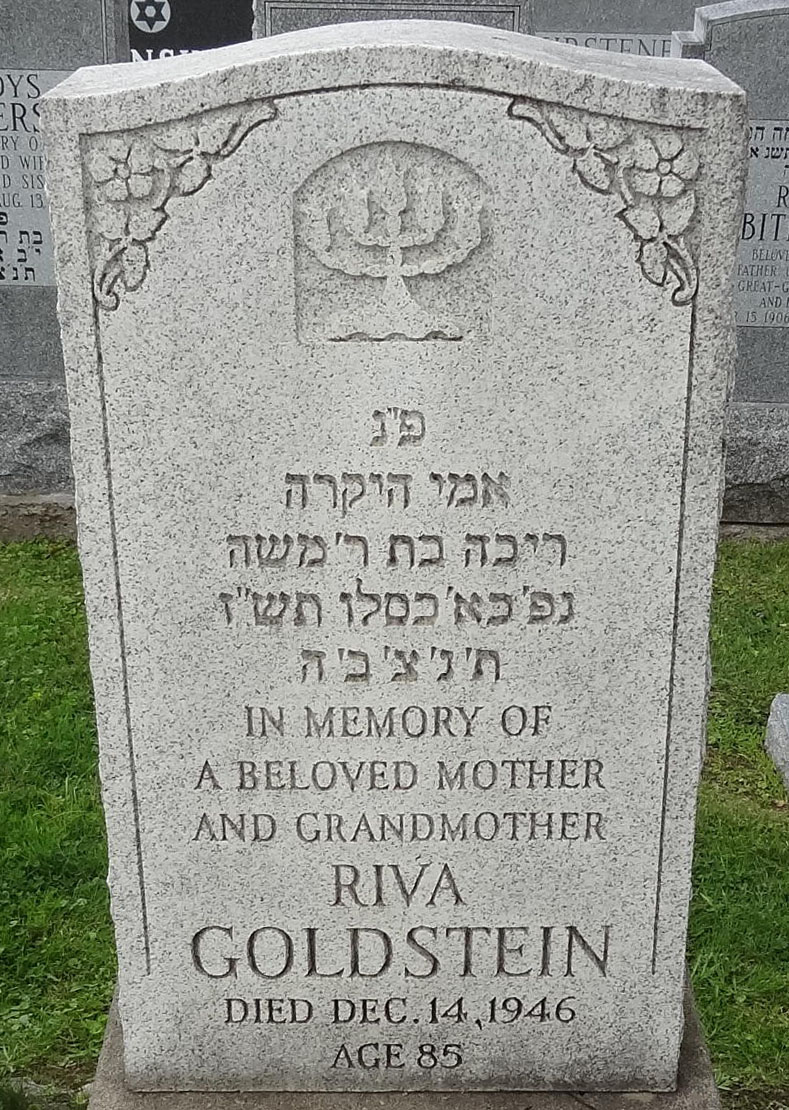 פ"נ
אמי היקרה
ריבה בת ר' משה
נפ' כא' כסלו תש"ז
ת'נ'צ'ב'ה
IN MEMORY OF
A BELOVED MOTHER
AND GRANDMOTHER
RIVA
GOLDSTEIN
DIED DEC. 14, 1946
AGE 85